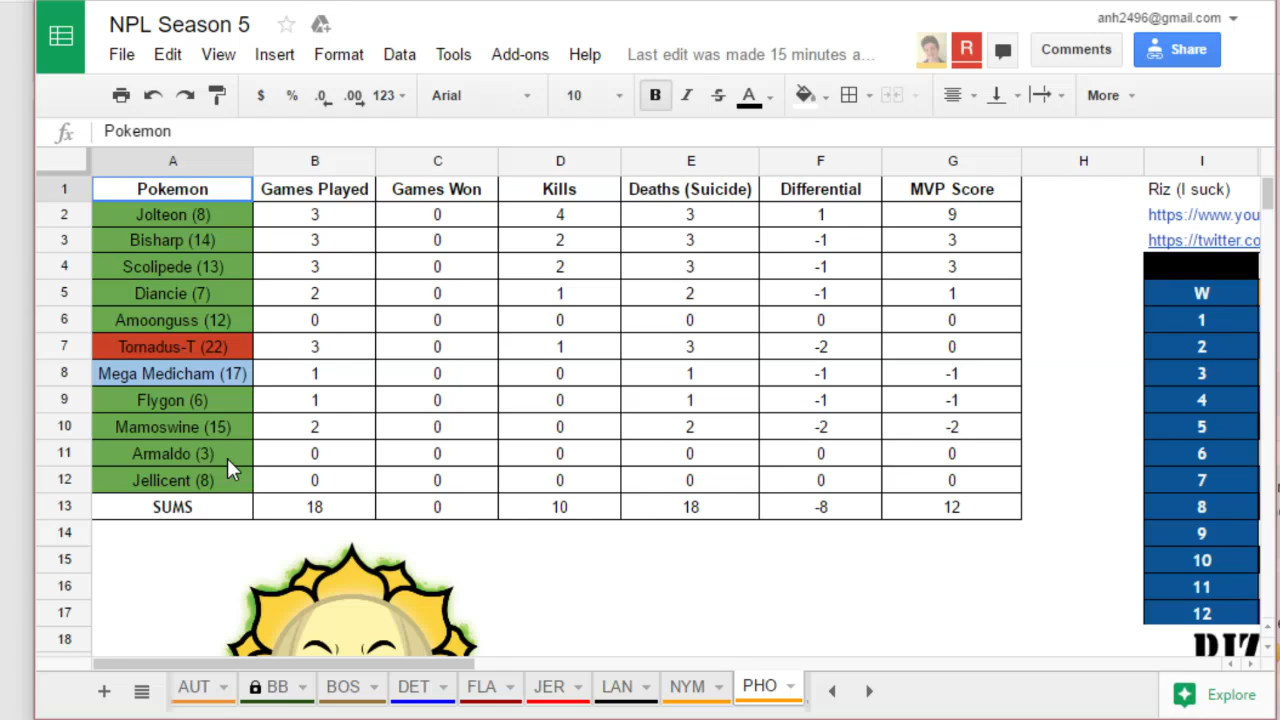 NPL Season 5
anh2496@gmail.com
File Edit View Insert Format Data Tools Add-ons Help Last edit was made 15 minutes a...
R Comments Share
$ % .0 .00 123 Arial 10 B I S A More
fx Pokemon
A B C D E F G H I
1 Pokemon Games Played Games Won Kills Deaths (Suicide) Differential MVP Score Riz (I suck)
2 Jolteon (8) 3 0 4 3 1 9 https://www.you
3 Bisharp (14) 3 0 2 3 -1 3 https://twitter.co
4 Scolipede (13) 3 0 2 3 -1 3
5 Diancie (7) 2 0 1 2 -1 1 W
6 Amoonguss (12) 0 0 0 0 0 0 1
7 Tornadus-T (22) 3 0 1 3 -2 0 2
8 Mega Medicham (17) 1 0 0 1 -1 -1 3
9 Flygon (6) 1 0 0 1 -1 -1 4
10 Mamoswine (15) 2 0 0 2 -2 -2 5
11 Armaldo (3) 0 0 0 0 0 0 6
12 Jellicent (8) 0 0 0 0 0 0 7
13 SUMS 18 0 10 18 -8 12 8
14 9
15 10
16 11
17 12
18
AUT BB BOS DET FLA JER LAN NYM PHO Explore